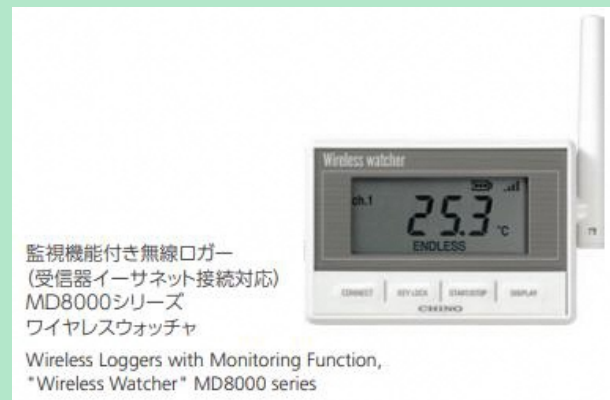 Wireless watcher
ch.1
25.3 °C
ENDLESS
CONNECT KEY LOCK START/STOP DISPLAY
CHINO
監視機能付き無線ロガー
(受信器イーサネット接続対応)
MD8000シリーズ
ワイヤレスウォッチャ
Wireless Loggers with Monitoring Function,
"Wireless Watcher" MD8000 series